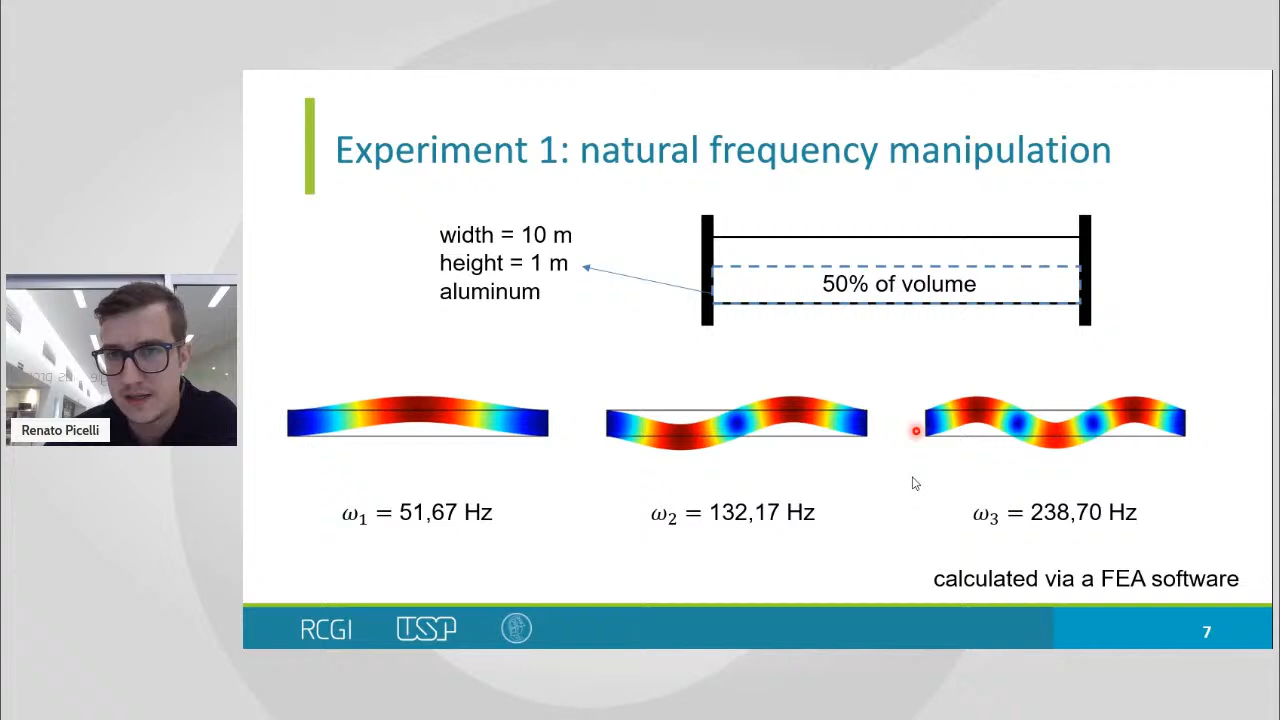 Experiment 1: natural frequency manipulation
width = 10 m
height = 1 m
aluminum
50% of volume
Renato Picelli
ω₁ = 51,67 Hz
ω₂ = 132,17 Hz
ω₃ = 238,70 Hz
calculated via a FEA software
RCGI
USP
7